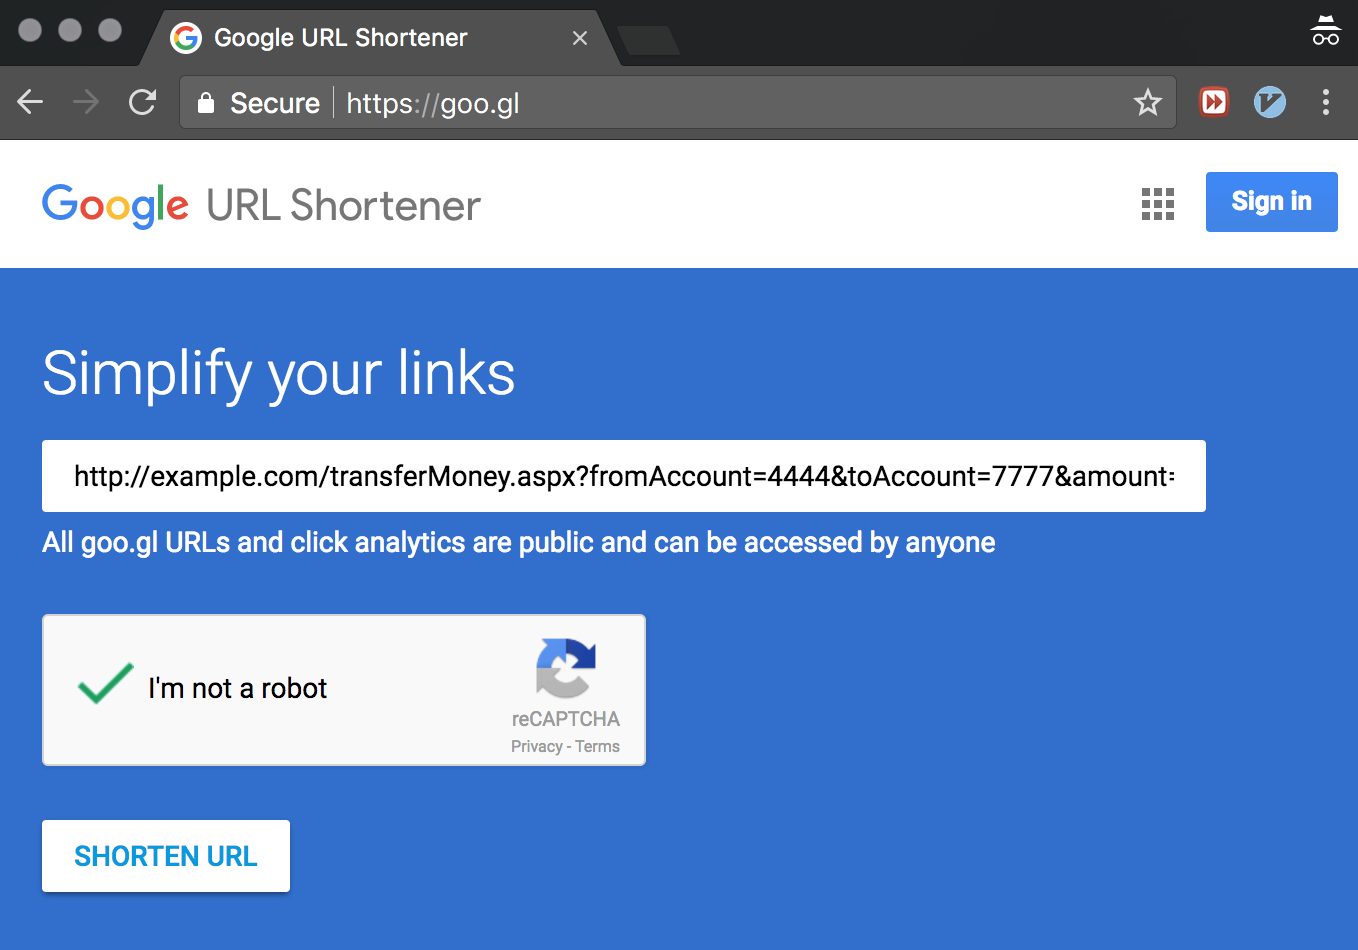 Google URL Shortener
Secure https://goo.gl
Google URL Shortener
Sign in
Simplify your links
http://example.com/transferMoney.aspx?fromAccount=4444&toAccount=7777&amount=
All goo.gl URLs and click analytics are public and can be accessed by anyone
I'm not a robot
reCAPTCHA
Privacy - Terms
SHORTEN URL